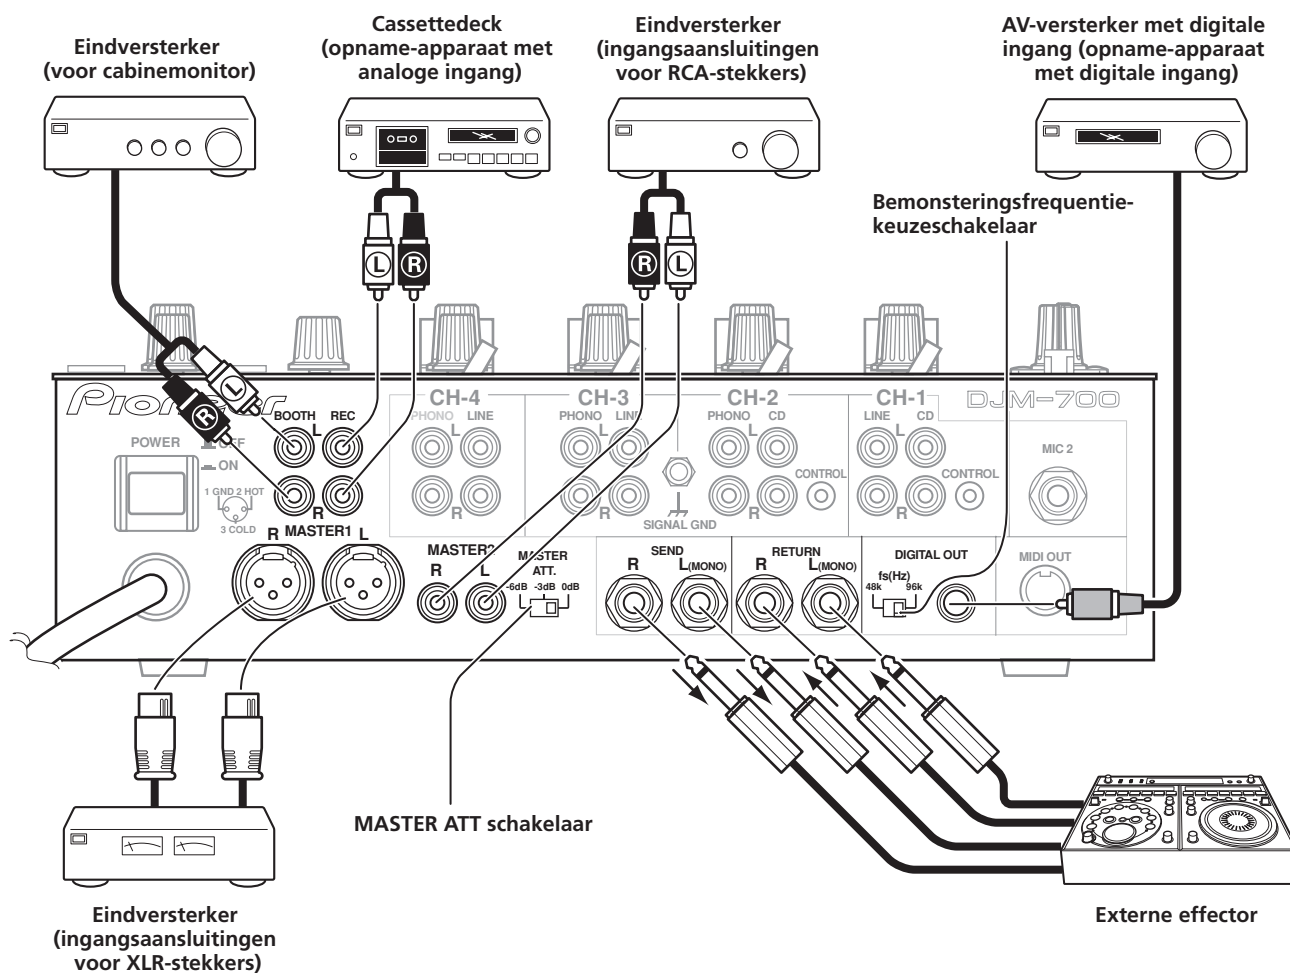 Eindversterker
(voor cabinemonitor)
Cassettedeck
(opname-apparaat met
analoge ingang)
Eindversterker
(ingangsaansluitingen
voor RCA-stekkers)
AV-versterker met digitale
ingang (opname-apparaat
met digitale ingang)
Bemonsteringsfrequentie-
keuzeschakelaar
L R
R L
L
R
Pioneer
DJM-700
POWER
OFF
ON
1 GND 2 HOT
3 COLD
BOOTH REC
L
R
CH-4
PHONO LINE
L
R
CH-3
PHONO LINE
L
R
SIGNAL GND
CH-2
PHONO CD
L
R
CONTROL
CH-1
LINE CD
L
R
CONTROL
MIC 2
R MASTER1 L
MASTER2
R L
MASTER
ATT.
-6dB -3dB 0dB
SEND
R L(MONO)
RETURN
R L(MONO)
DIGITAL OUT
fs(Hz)
48k 96k
MIDI OUT
MASTER ATT schakelaar
Eindversterker
(ingangsaansluitingen
voor XLR-stekkers)
Externe effector